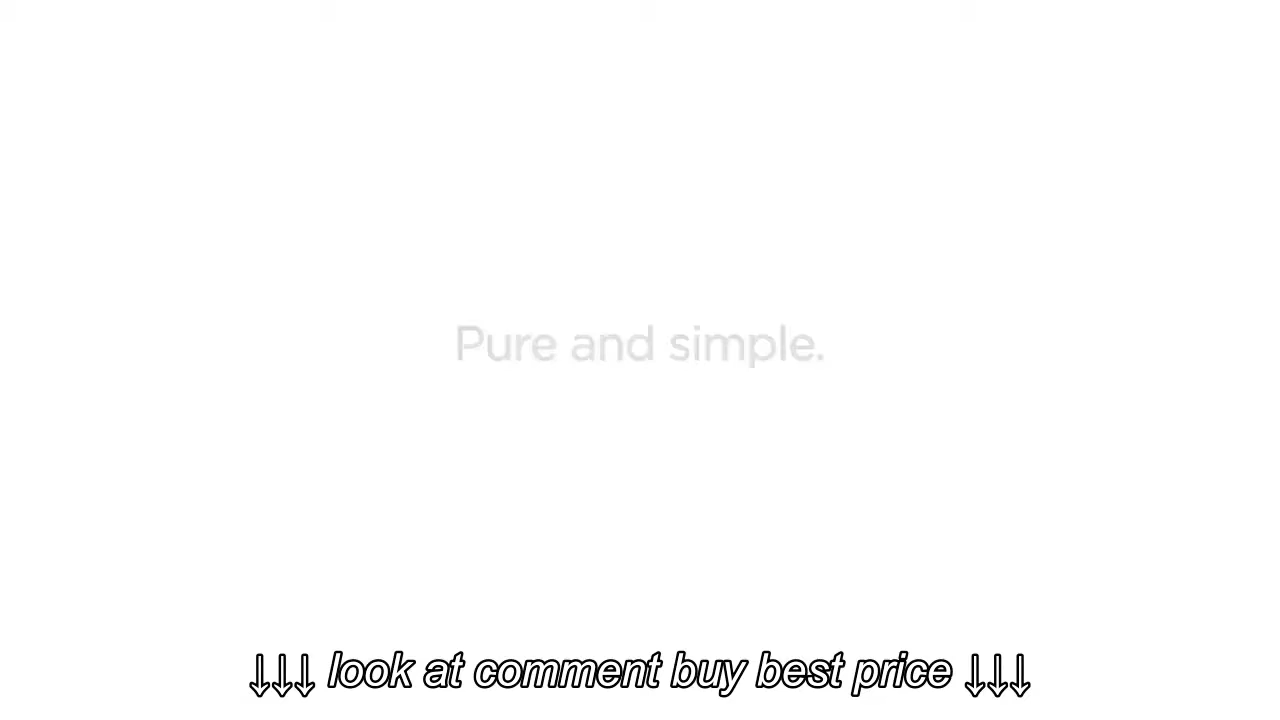 Pure and simple.
↓↓↓ look at comment buy best price ↓↓↓